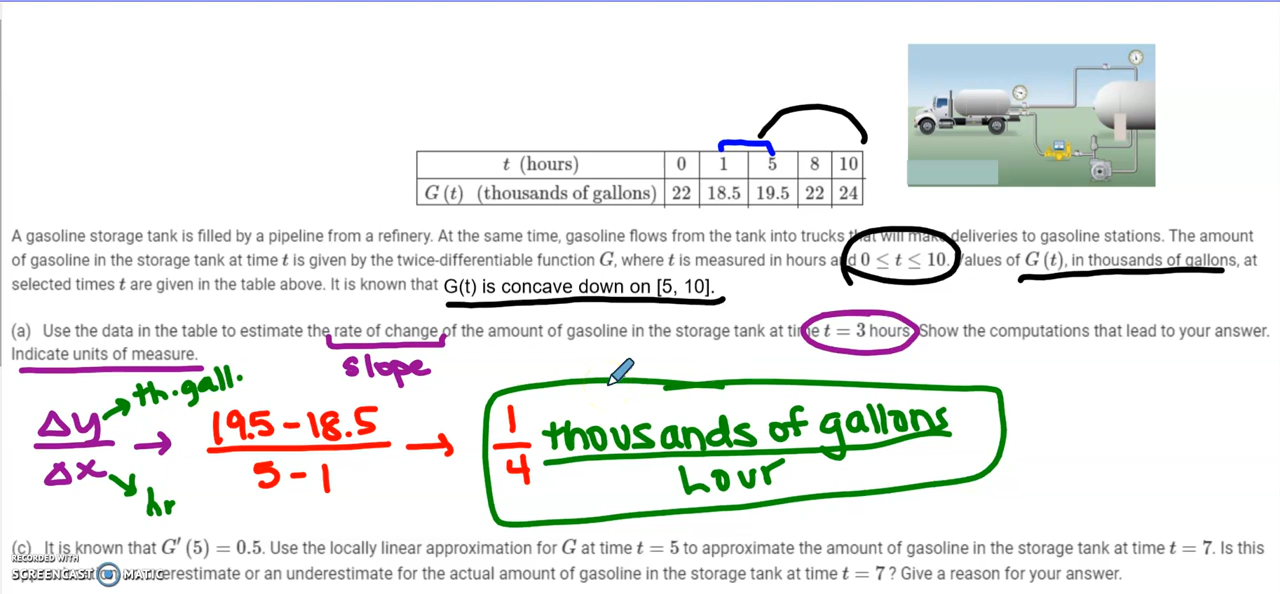 t (hours) 0 1 5 8 10
G (t) (thousands of gallons) 22 18.5 19.5 22 24
A gasoline storage tank is filled by a pipeline from a refinery. At the same time, gasoline flows from the tank into trucks that will make deliveries to gasoline stations. The amount
of gasoline in the storage tank at time t is given by the twice-differentiable function G, where t is measured in hours and 0 ≤ t ≤ 10. Values of G (t), in thousands of gallons, at
selected times t are given in the table above. It is known that G(t) is concave down on [5, 10].
(a) Use the data in the table to estimate the rate of change of the amount of gasoline in the storage tank at time t = 3 hours. Show the computations that lead to your answer.
Indicate units of measure.
slope
th. gall.
Δy 19.5 - 18.5 1 thousands of gallons
Δx 5 - 1 4 hour
hr
(c) It is known that G′ (5) = 0.5. Use the locally linear approximation for G at time t = 5 to approximate the amount of gasoline in the storage tank at time t = 7. Is this
RECORDED WITH
SCREENCAST MATIC
overestimate or an underestimate for the actual amount of gasoline in the storage tank at time t = 7 ? Give a reason for your answer.